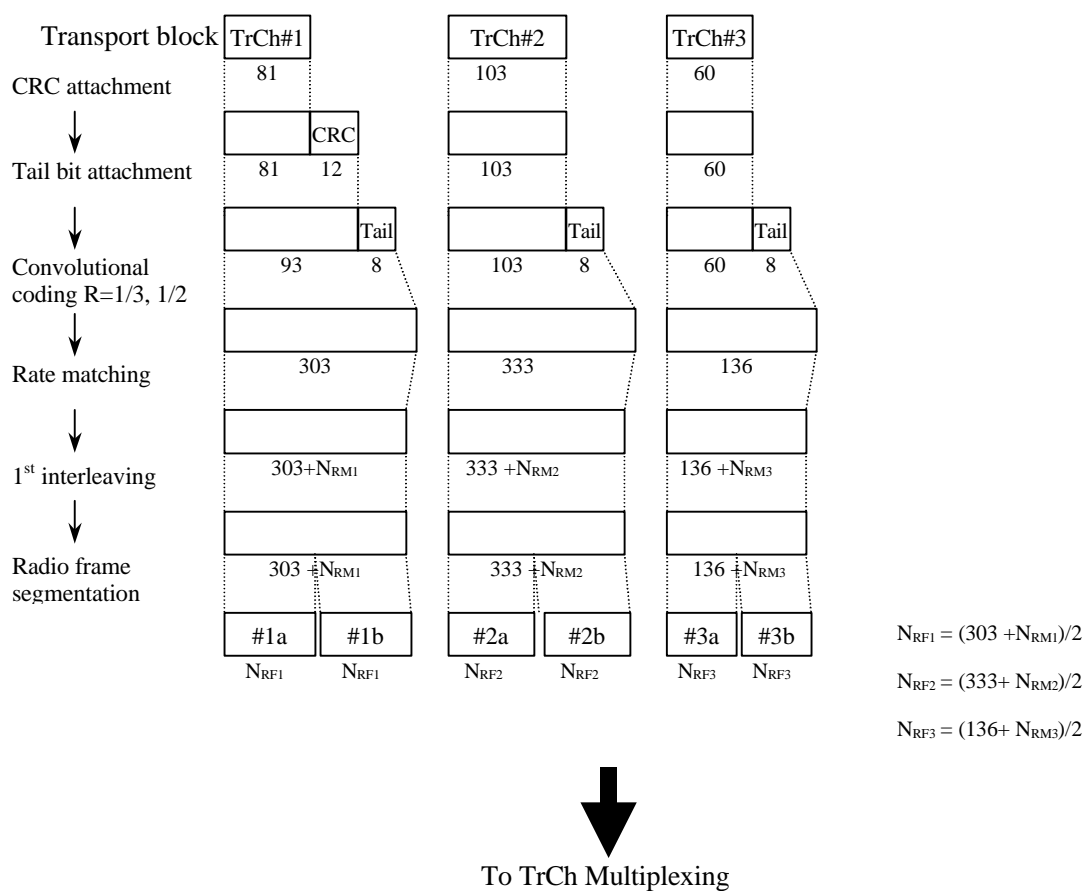 Transport block TrCh#1 TrCh#2 TrCh#3
81 103 60
CRC attachment
CRC
81 12 103 60
Tail bit attachment
Tail Tail Tail
93 8 103 8 60 8
Convolutional
coding R=1/3, 1/2
303 333 136
Rate matching
303+NRM1 333 +NRM2 136 +NRM3
1st interleaving
303 +NRM1 333 +NRM2 136 +NRM3
Radio frame
segmentation
#1a #1b #2a #2b #3a #3b
NRF1 NRF1 NRF2 NRF2 NRF3 NRF3
NRF1 = (303 +NRM1)/2
NRF2 = (333+ NRM2)/2
NRF3 = (136+ NRM3)/2
To TrCh Multiplexing